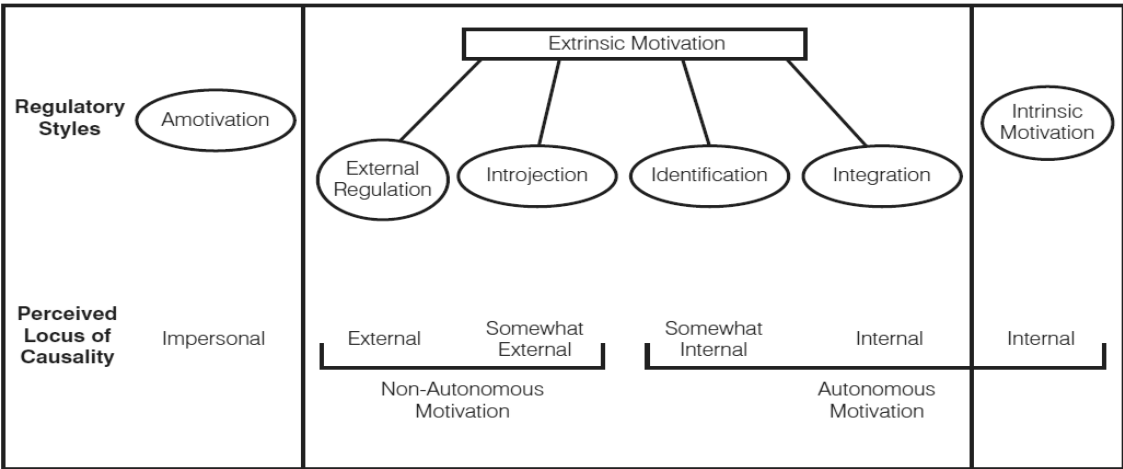 Extrinsic Motivation
Regulatory
Styles
Amotivation
External
Regulation
Introjection
Identification
Integration
Intrinsic
Motivation
Perceived
Locus of
Causality
Impersonal
External
Somewhat
External
Somewhat
Internal
Internal
Internal
Non-Autonomous
Motivation
Autonomous
Motivation